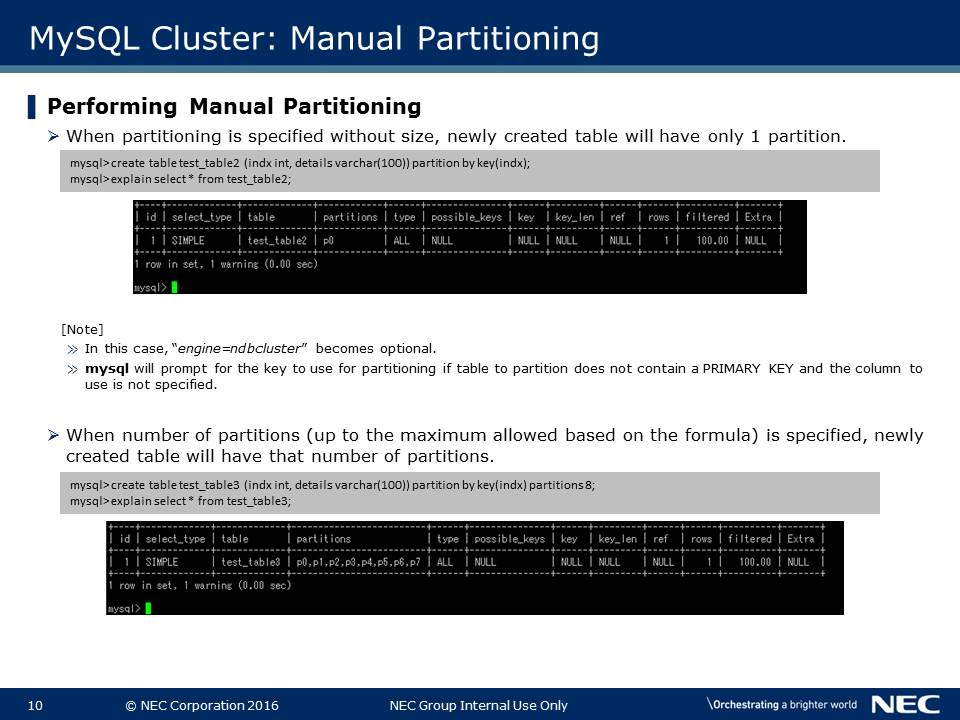 MySQL Cluster: Manual Partitioning
Performing Manual Partitioning
When partitioning is specified without size, newly created table will have only 1 partition.
mysql>create table test_table2 (indx int, details varchar(100)) partition by key(indx);
mysql>explain select * from test_table2;
+----+-------------+-------------+------------+------+---------------+------+---------+------+------+----------+-------+
| id | select_type | table | partitions | type | possible_keys | key | key_len | ref | rows | filtered | Extra |
+----+-------------+-------------+------------+------+---------------+------+---------+------+------+----------+-------+
| 1 | SIMPLE | test_table2 | p0 | ALL | NULL | NULL | NULL | NULL | 1 | 100.00 | NULL |
+----+-------------+-------------+------------+------+---------------+------+---------+------+------+----------+-------+
1 row in set, 1 warning (0.00 sec)
mysql>
[Note]
In this case, “engine=ndbcluster” becomes optional.
mysql will prompt for the key to use for partitioning if table to partition does not contain a PRIMARY KEY and the column to
use is not specified.
When number of partitions (up to the maximum allowed based on the formula) is specified, newly
created table will have that number of partitions.
mysql>create table test_table3 (indx int, details varchar(100)) partition by key(indx) partitions 8;
mysql>explain select * from test_table3;
+----+-------------+-------------+-------------------------+------+---------------+------+---------+------+------+----------+-------+
| id | select_type | table | partitions | type | possible_keys | key | key_len | ref | rows | filtered | Extra |
+----+-------------+-------------+-------------------------+------+---------------+------+---------+------+------+----------+-------+
| 1 | SIMPLE | test_table3 | p0,p1,p2,p3,p4,p5,p6,p7 | ALL | NULL | NULL | NULL | NULL | 1 | 100.00 | NULL |
+----+-------------+-------------+-------------------------+------+---------------+------+---------+------+------+----------+-------+
1 row in set, 1 warning (0.00 sec)
mysql>
10 © NEC Corporation 2016 NEC Group Internal Use Only \Orchestrating a brighter world NEC